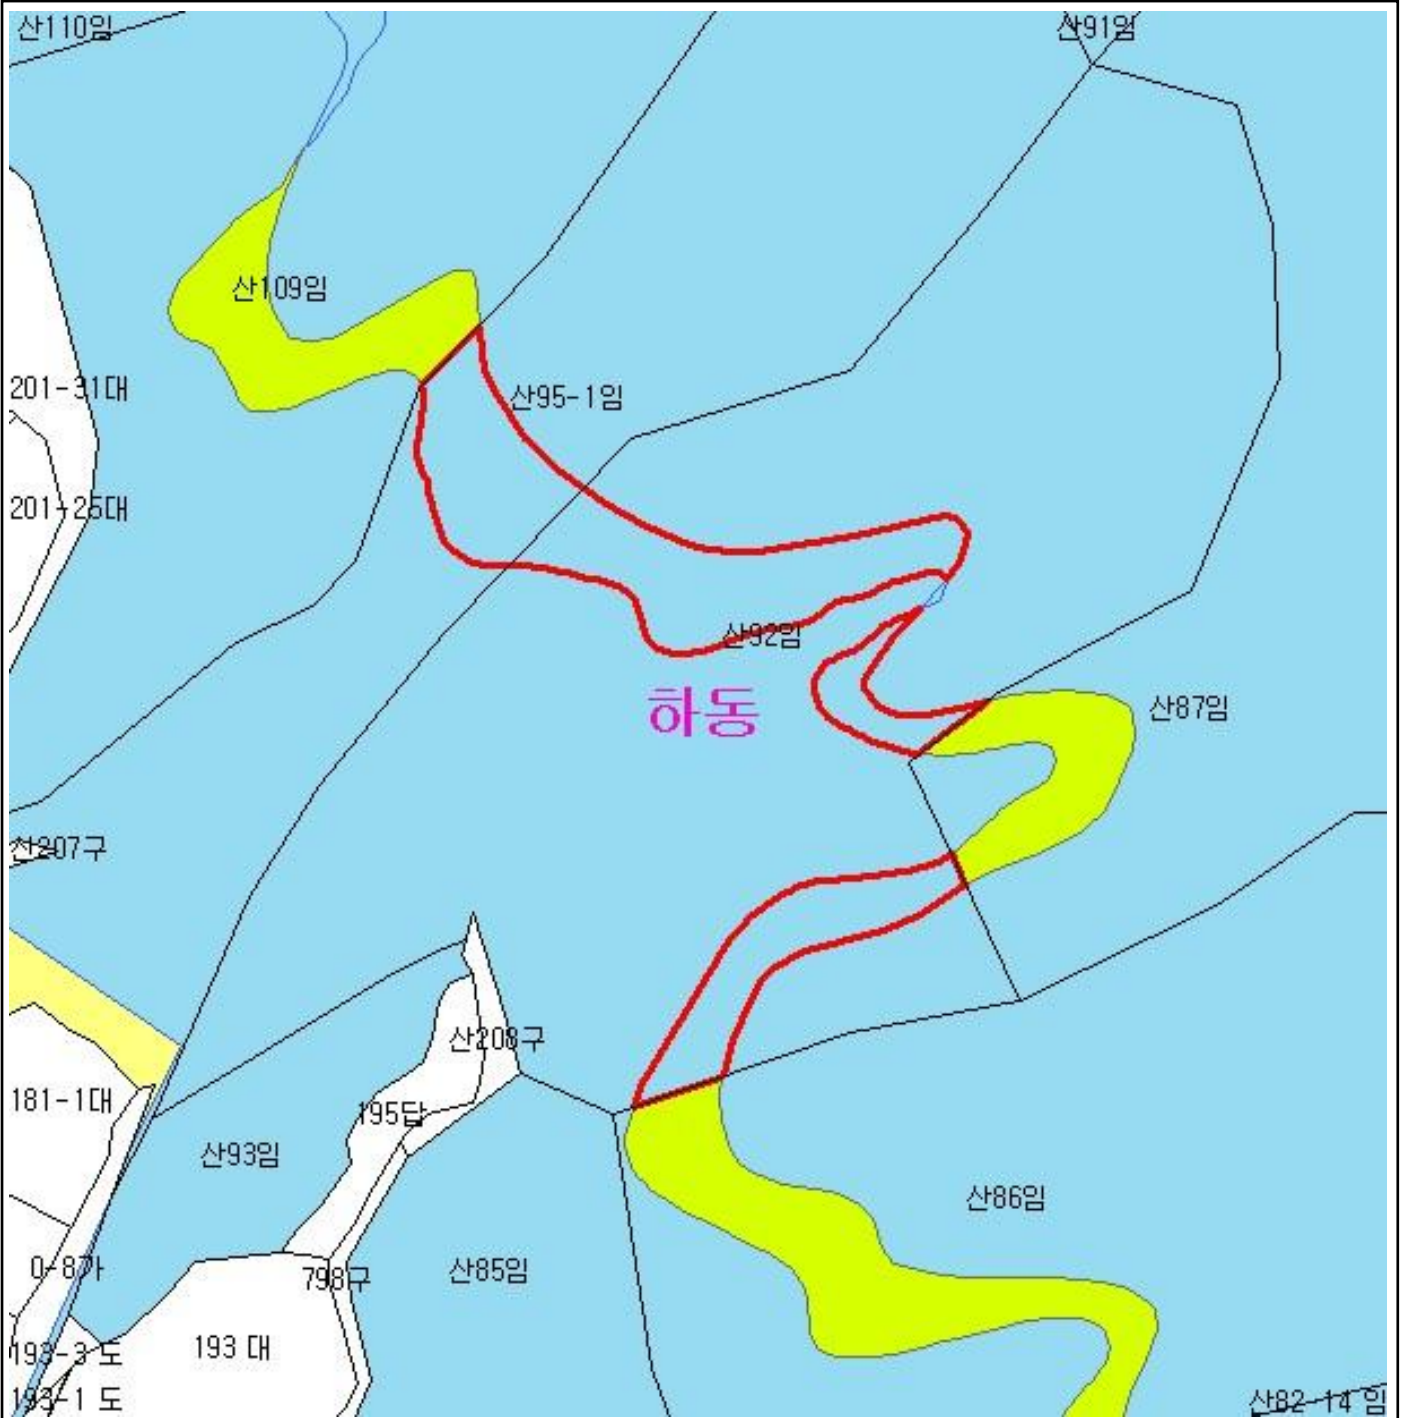 산110임
산91임
산109임
201-31대
산95-1임
201-25대
산92임
하동
산87임
산207구
산208구
181-1대
195답
산93임
산86임
0-87가
798구
산85임
193-3 도
193 대
193-1 도
산82-14 임